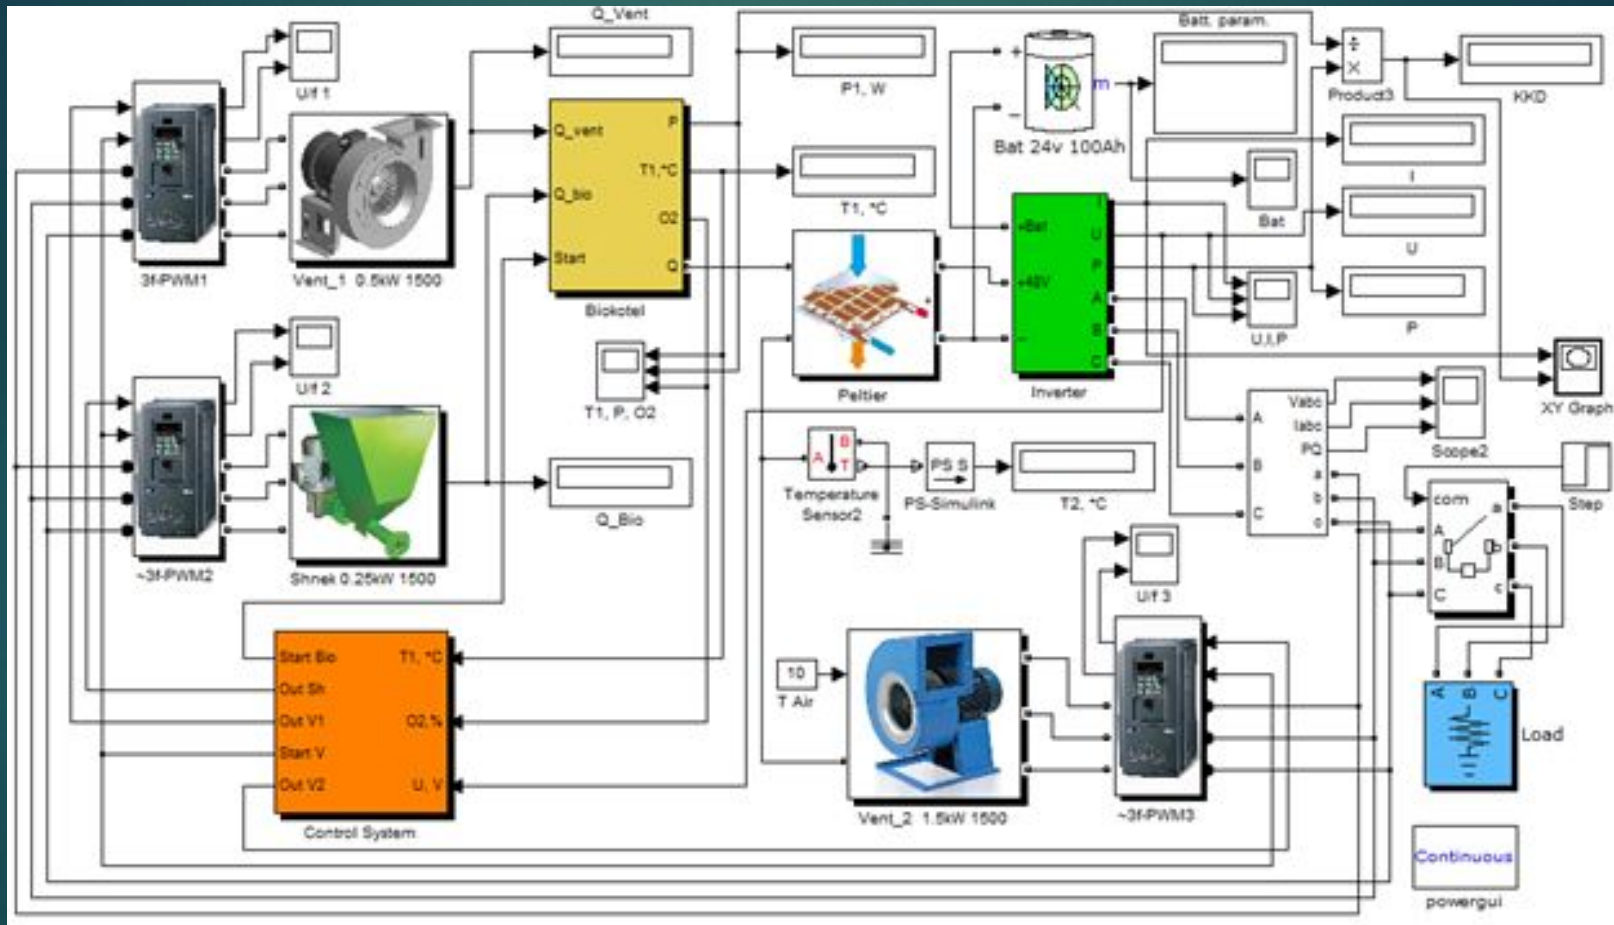 Q_Vent
Batt. param.
U/f 1
P1, W
+
m
−
÷
×
Product3
KKD
Bat 24v 100Ah
3f-PWM1
Vent_1 0.5kW 1500
Q_vent
P
T1,°C
Q_bio
O2
Start
Q
Biokotel
T1, °C
I
Bat
U
U,I,P
P
+Bat
I
U
+48V
P
A
B
−
C
Inverter
Peltier
XY Graph
U/f 2
T1, P, O2
Vabc
A
Iabc
PQ
a
B
b
C
c
Scope2
Step
~3f-PWM2
Shnek 0.25kW 1500
Q_Bio
B
A
T
Temperature
Sensor2
PS S
PS-Simulink
T2, °C
com
a
A
B
c
C
U/f 3
Start Bio
T1, °C
Out Sh
Out V1
O2,%
Start V
Out V2
U, V
Control System
10
T Air
Vent_2 1.5kW 1500
~3f-PWM3
A
B
C
Load
Continuous
powergui